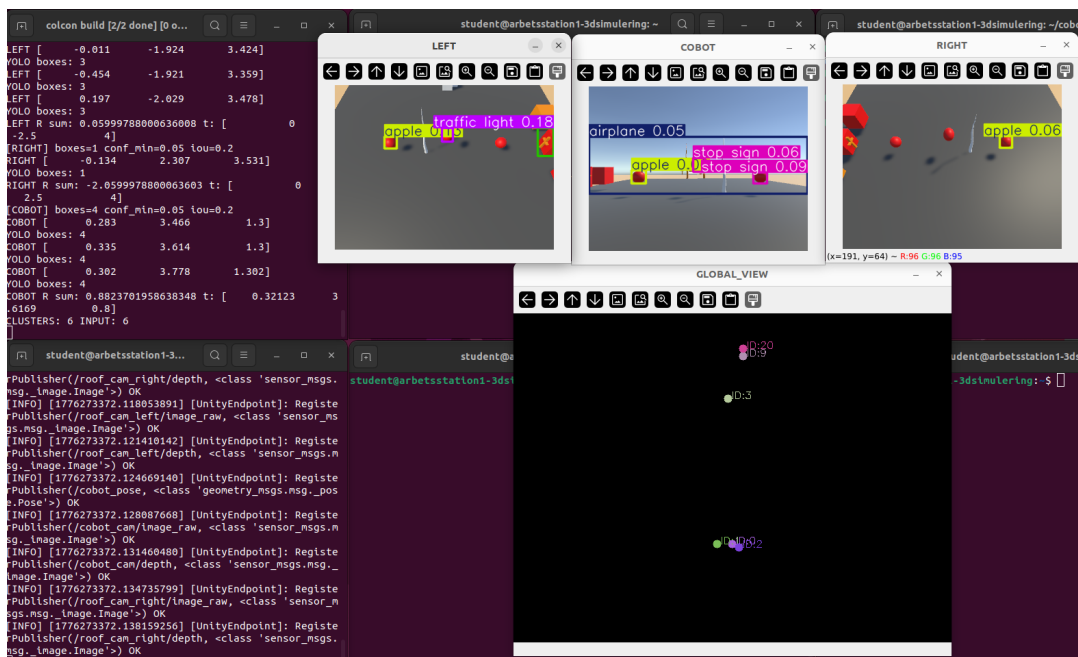 colcon build [2/2 done] [0 o...
LEFT [ -0.011 -1.924 3.424]
YOLO boxes: 3
LEFT [ -0.454 -1.921 3.359]
YOLO boxes: 3
LEFT [ 0.197 -2.029 3.478]
YOLO boxes: 3
LEFT R sum: 0.05999788000636008 t: [ 0
-2.5 4]
[RIGHT] boxes=1 conf_min=0.05 iou=0.2
RIGHT [ -0.134 2.307 3.531]
YOLO boxes: 1
RIGHT R sum: -2.0599978800063603 t: [ 0
2.5 4]
[COBOT] boxes=4 conf_min=0.05 iou=0.2
COBOT [ 0.283 3.466 1.3]
YOLO boxes: 4
COBOT [ 0.335 3.614 1.3]
YOLO boxes: 4
COBOT [ 0.302 3.778 1.302]
YOLO boxes: 4
COBOT R sum: 0.8823701958638348 t: [ 0.32123 3
.6169 0.8]
CLUSTERS: 6 INPUT: 6
student@arbetsstation1-3dsimulering: ~
student@arbetsstation1-3dsimulering: ~/cobo
LEFT
traffic light 0.18
apple 0.15
COBOT
airplane 0.05
stop sign 0.06
apple 0.0
stop sign 0.09
RIGHT
apple 0.06
(x=191, y=64) ~ R:96 G:96 B:95
GLOBAL_VIEW
ID:20
ID:9
ID:3
ID:2
student@arbetsstation1-3...
rPublisher(/roof_cam_right/depth, <class 'sensor_msgs.
msg._image.Image'>) OK
[INFO] [1776273372.118053891] [UnityEndpoint]: Registe
rPublisher(/roof_cam_left/image_raw, <class 'sensor_ms
gs.msg._image.Image'>) OK
[INFO] [1776273372.121410142] [UnityEndpoint]: Registe
rPublisher(/roof_cam_left/depth, <class 'sensor_msgs.m
sg._image.Image'>) OK
[INFO] [1776273372.124669140] [UnityEndpoint]: Registe
rPublisher(/cobot_pose, <class 'geometry_msgs.msg._pos
e.Pose'>) OK
[INFO] [1776273372.128087668] [UnityEndpoint]: Registe
rPublisher(/cobot_cam/image_raw, <class 'sensor_msgs.m
sg._image.Image'>) OK
[INFO] [1776273372.131460480] [UnityEndpoint]: Registe
rPublisher(/cobot_cam/depth, <class 'sensor_msgs.msg._
image.Image'>) OK
[INFO] [1776273372.134735799] [UnityEndpoint]: Registe
rPublisher(/roof_cam_right/image_raw, <class 'sensor_m
sgs.msg._image.Image'>) OK
[INFO] [1776273372.138159256] [UnityEndpoint]: Registe
rPublisher(/roof_cam_right/depth, <class 'sensor_msgs.
msg._image.Image'>) OK
student@a
student@arbetsstation1-3dsi
udent@arbetsstation1-3ds
-3dsimulering:~$